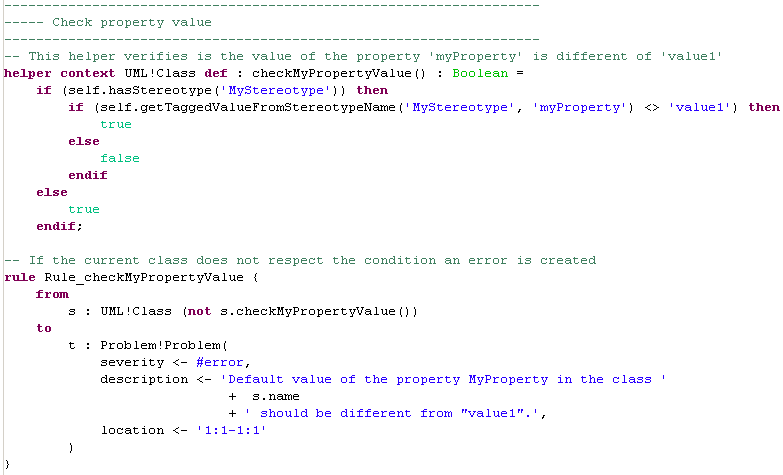 -------------------------------------------------------------------
----- Check property value
-------------------------------------------------------------------
-- This helper verifies is the value of the property 'myProperty' is different of 'value1'
helper context UML!Class def : checkMyPropertyValue() : Boolean =
    if (self.hasStereotype('MyStereotype')) then
        if (self.getTaggedValueFromStereotypeName('MyStereotype', 'myProperty') <> 'value1') then
            true
        else
            false
        endif
    else
        true
    endif;

-- If the current class does not respect the condition an error is created
rule Rule_checkMyPropertyValue {
    from
        s : UML!Class (not s.checkMyPropertyValue())
    to
        t : Problem!Problem(
            severity <- #error,
            description <- 'Default value of the property MyProperty in the class '
                            +  s.name
                            + ' should be different from "value1".',
            location <- '1:1-1:1'
        )
}